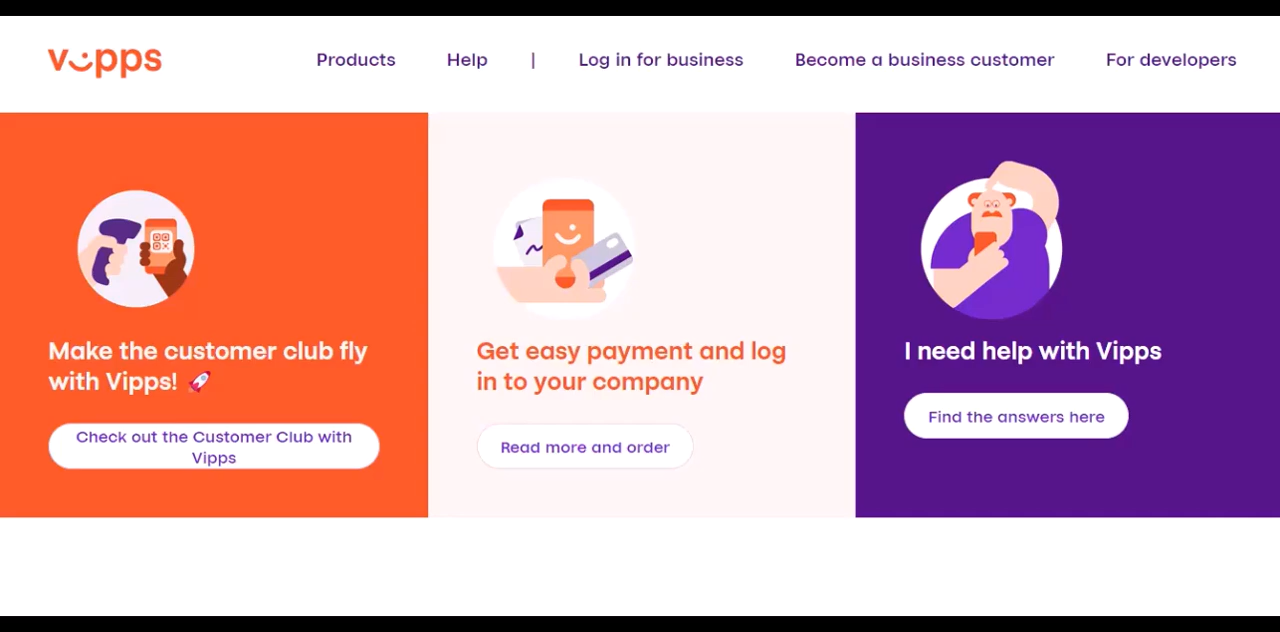 vipps
Products
Help
|
Log in for business
Become a business customer
For developers
Make the customer club fly
with Vipps! 🚀
Check out the Customer Club with
Vipps
Get easy payment and log
in to your company
Read more and order
I need help with Vipps
Find the answers here